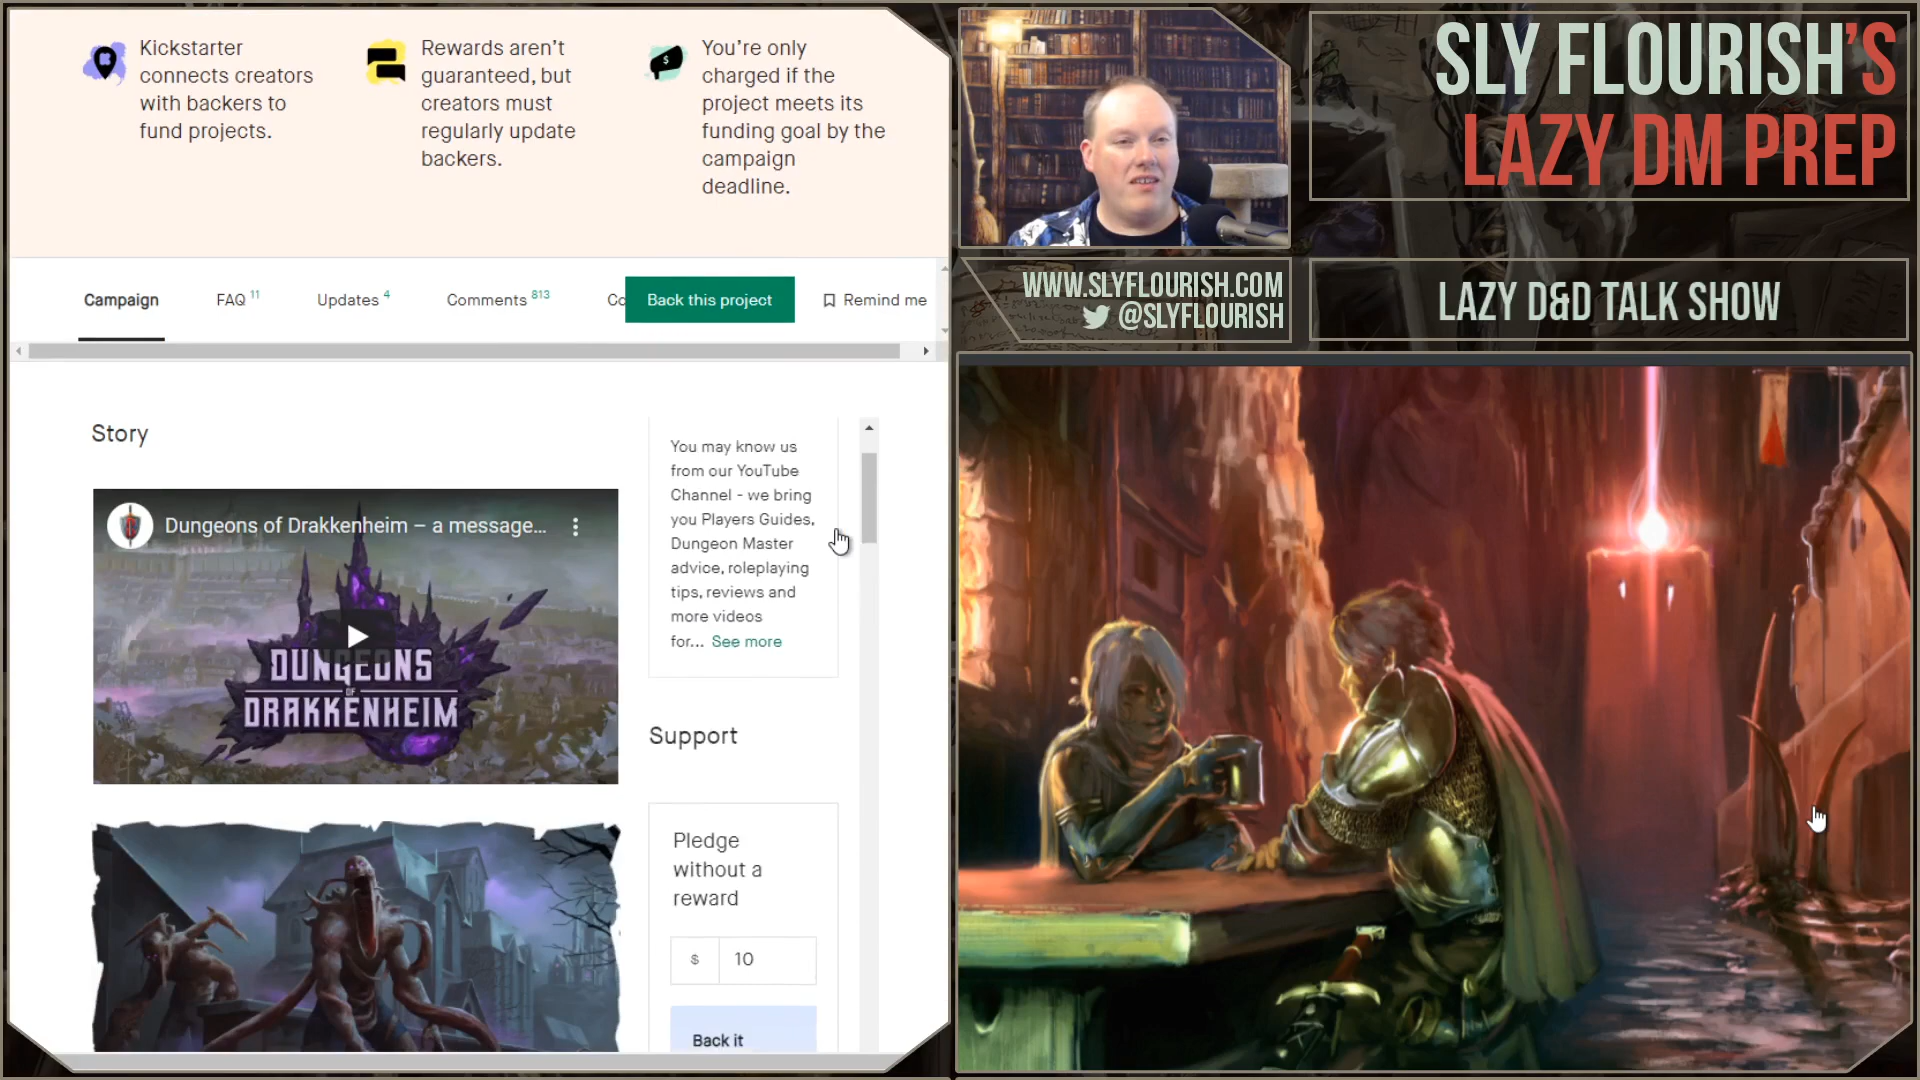 Kickstarter
connects creators
with backers to
fund projects.
Rewards aren't
guaranteed, but
creators must
regularly update
backers.
$
You're only
charged if the
project meets its
funding goal by the
campaign
deadline.
Campaign
FAQ 11
Updates 4
Comments 813
Co
Back this project
Remind me
Story
Dungeons of Drakkenheim – a message...
DUNGEONS
OF
DRAKKENHEIM
You may know us
from our YouTube
Channel - we bring
you Players Guides,
Dungeon Master
advice, roleplaying
tips, reviews and
more videos
for... See more
Support
Pledge
without a
reward
$ 10
Back it
SLY FLOURISH'S
LAZY DM PREP
WWW.SLYFLOURISH.COM
@SLYFLOURISH
LAZY D&D TALK SHOW